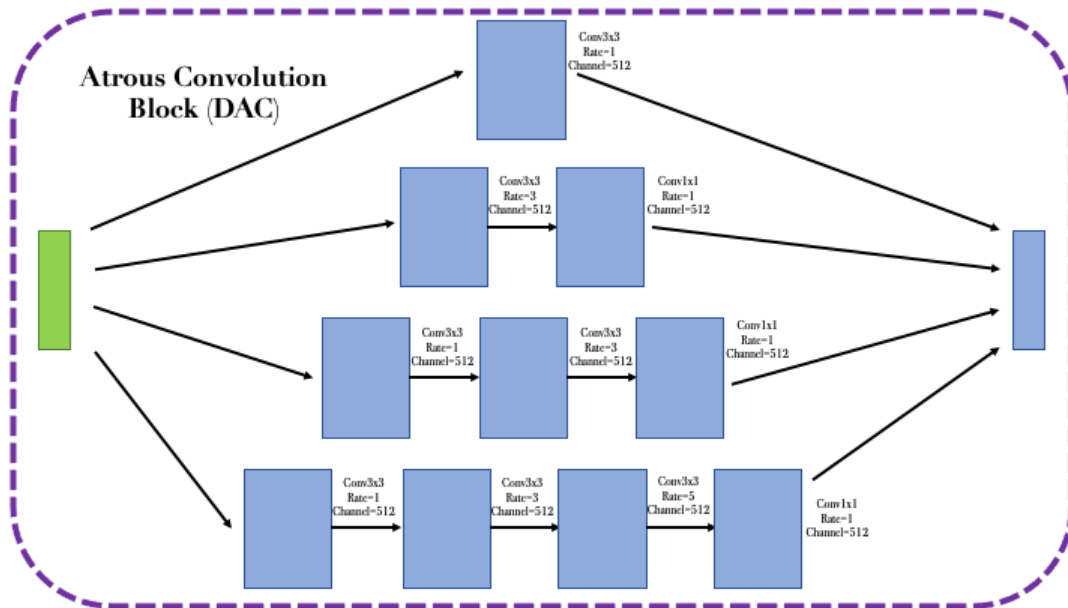 Atrous Convolution
Block (DAC)
Conv3x3
Rate=1
Channel=512
Conv3x3
Rate=3
Channel=512
Conv1x1
Rate=1
Channel=512
Conv3x3
Rate=1
Channel=512
Conv3x3
Rate=3
Channel=512
Conv1x1
Rate=1
Channel=512
Conv3x3
Rate=1
Channel=512
Conv3x3
Rate=3
Channel=512
Conv3x3
Rate=5
Channel=512
Conv1x1
Rate=1
Channel=512